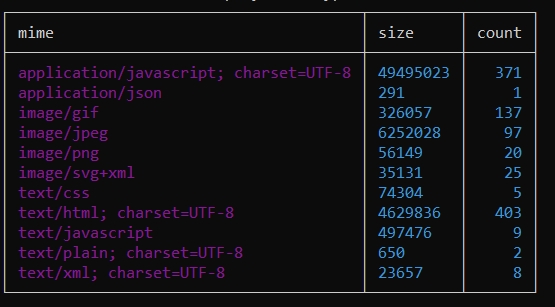 mime size count
application/javascript; charset=UTF-8 49495023 371
application/json 291 1
image/gif 326057 137
image/jpeg 6252028 97
image/png 56149 20
image/svg+xml 35131 25
text/css 74304 5
text/html; charset=UTF-8 4629836 403
text/javascript 497476 9
text/plain; charset=UTF-8 650 2
text/xml; charset=UTF-8 23657 8